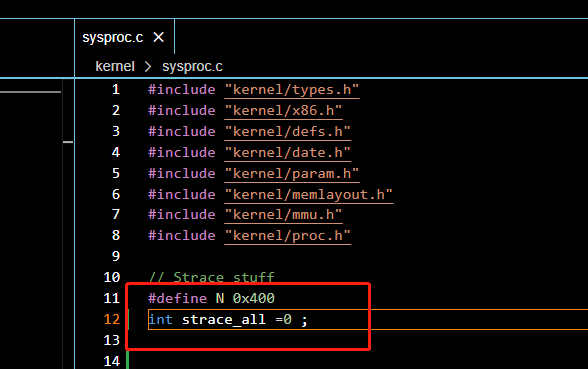 sysproc.c ×
kernel > sysproc.c
1 #include "kernel/types.h"
2 #include "kernel/x86.h"
3 #include "kernel/defs.h"
4 #include "kernel/date.h"
5 #include "kernel/param.h"
6 #include "kernel/memlayout.h"
7 #include "kernel/mmu.h"
8 #include "kernel/proc.h"
9
10 // Strace stuff
11 #define N 0x400
12 int strace_all =0 ;
13
14